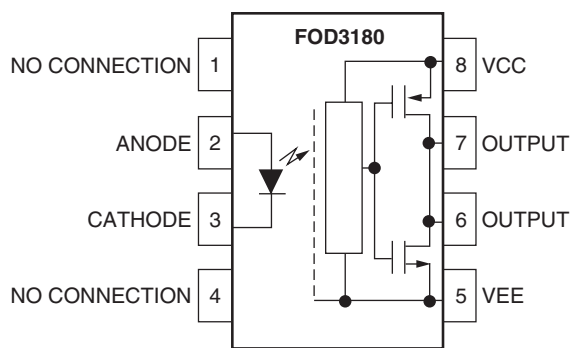 FOD3180
NO CONNECTION 1
8 VCC
ANODE 2
7 OUTPUT
CATHODE 3
6 OUTPUT
NO CONNECTION 4
5 VEE